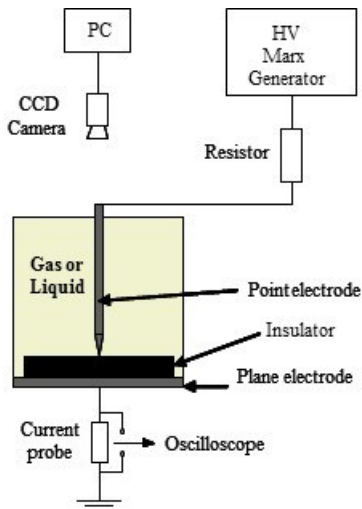 PC
HV
Marx
Generator
CCD
Camera
Resistor
Gas or
Liquid
Point electrode
Insulator
Plane electrode
Current
probe
Oscilloscope